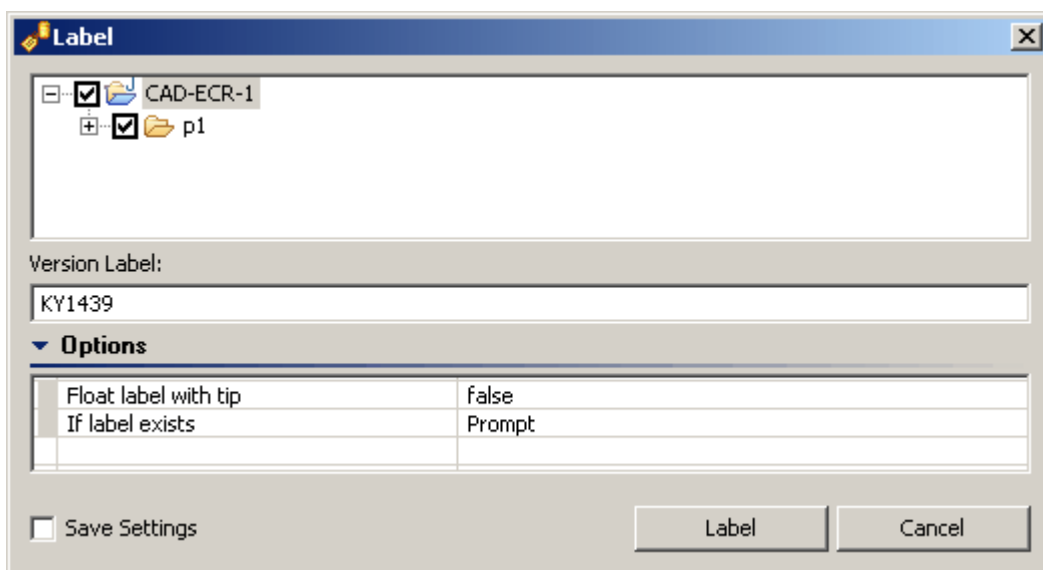 Label
CAD-ECR-1
p1
Version Label:
KY1439
Options
Float label with tip false
If label exists Prompt
Save Settings Label Cancel